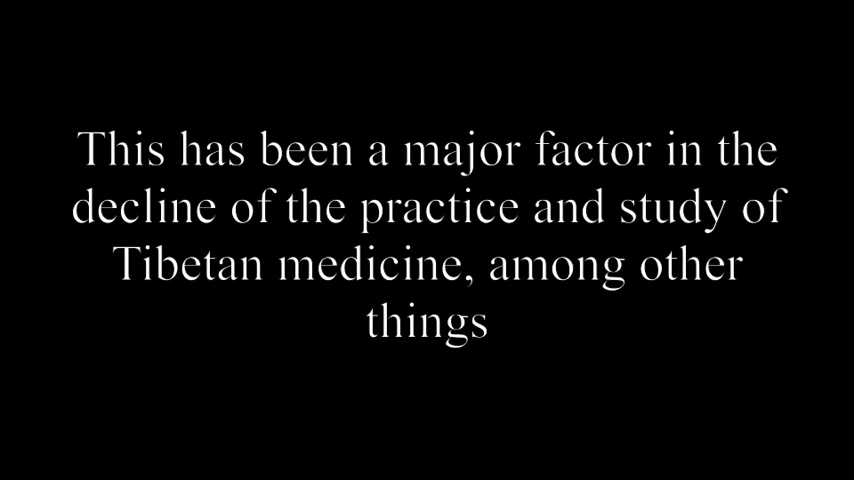 This has been a major factor in the
decline of the practice and study of
Tibetan medicine, among other
things